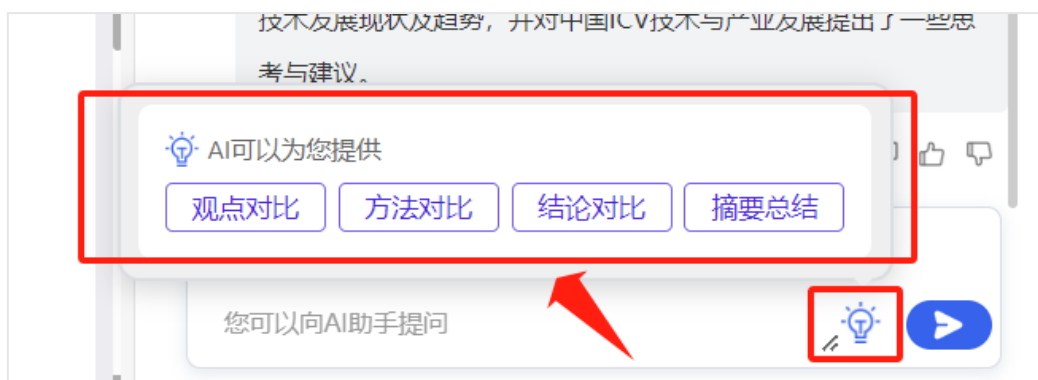 技术发展现状及趋势，并对中国ICV技术与产业发展提出了一些思
考与建议。
AI可以为您提供
观点对比 方法对比 结论对比 摘要总结
您可以向AI助手提问